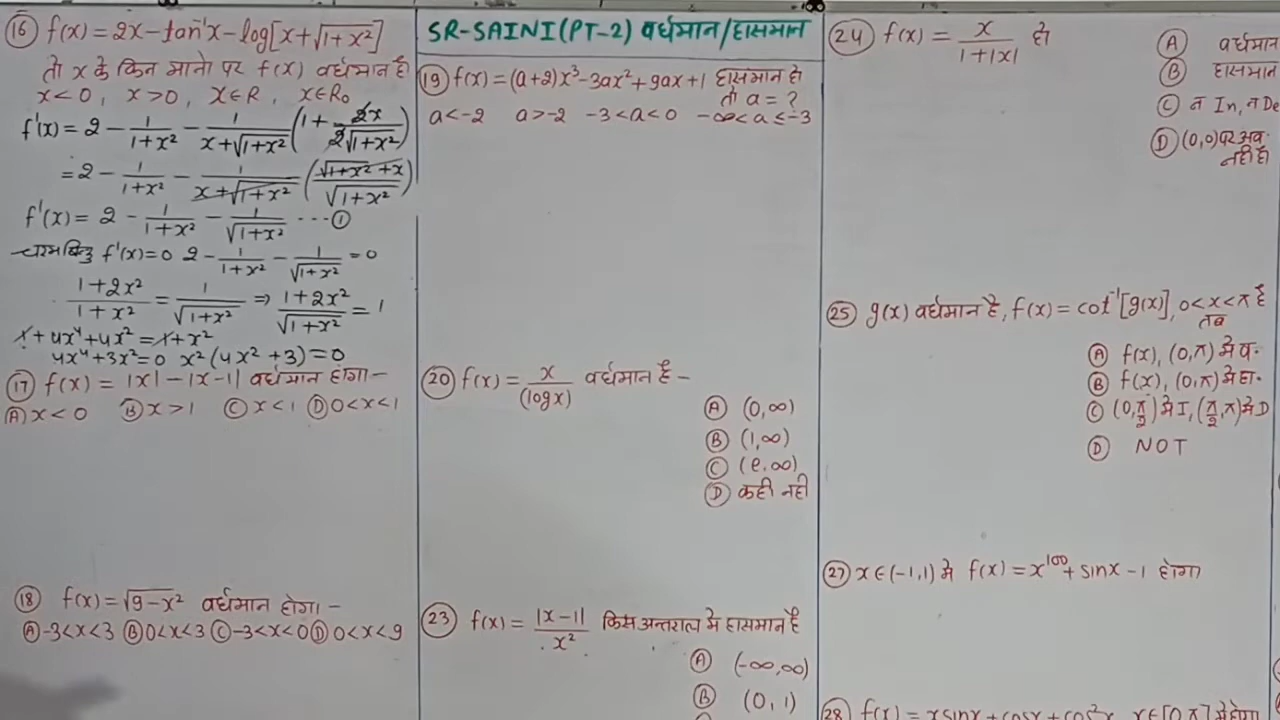 SR-SAINI (PT-2) वर्धमान/हासमान
⑯ f(x) = 2x - tan⁻¹x - log[x+√1+x²]
तो x के किन मानो पर f(x) वर्धमान है
x<0, x>0, x∈R, x∈R₀
f'(x) = 2 - 1/(1+x²) - 1/(x+√1+x²) (1 + 2x/(2√1+x²))
= 2 - 1/(1+x²) - 1/(x+√1+x²) ((√1+x² + x)/√1+x²)
f'(x) = 2 - 1/(1+x²) - 1/√1+x² ---①
चरमबिन्दु f'(x)=0 2 - 1/(1+x²) - 1/√1+x² = 0
(1+2x²)/(1+x²) = 1/√1+x² ⇒ (1+2x²)/√1+x² = 1
1+4x⁴+4x² = 1+x²
4x⁴+3x²=0 x²(4x²+3)=0
⑰ f(x) = |x| - |x-1| वर्धमान होगा-
Ⓐ x<0 Ⓑ x>1 Ⓒ x<1 Ⓓ 0<x<1
⑱ f(x) = √9-x² वर्धमान होगा-
Ⓐ -3<x<3 Ⓑ 0<x<3 Ⓒ -3<x<0 Ⓓ 0<x<9
⑲ f(x) = (a+2)x³-3ax²+9ax+1 हासमान हो
तो a = ?
a<-2 a>-2 -3<a<0 -∞<a≤-3
⑳ f(x) = x/(logx) वर्धमान है-
Ⓐ (0,∞)
Ⓑ (1,∞)
Ⓒ (e,∞)
Ⓓ कही नही
㉓ f(x) = |x-1|/x² किस अन्तराल मे हासमान है
Ⓐ (-∞,∞)
Ⓑ (0,1)
㉔ f(x) = x/(1+|x|) हो
Ⓐ वर्धमान
Ⓑ हासमान
Ⓒ न In, न De
Ⓓ (0,0) पर अव.
नही है
㉕ g(x) वर्धमान है, f(x) = cot⁻¹[g(x)], 0<x<π है
तब
Ⓐ f(x), (0,π) मे व.
Ⓑ f(x), (0,π) मे हा.
Ⓒ (0,π/2) मे I, (π/2,π) मे D
Ⓓ NOT
㉗ x∈(-1,1) मे f(x) = x¹⁰⁰+sinx-1 होगा
㉘ f(x) = xsinx+cosx+cos²x, x∈[0,π] मे होगा